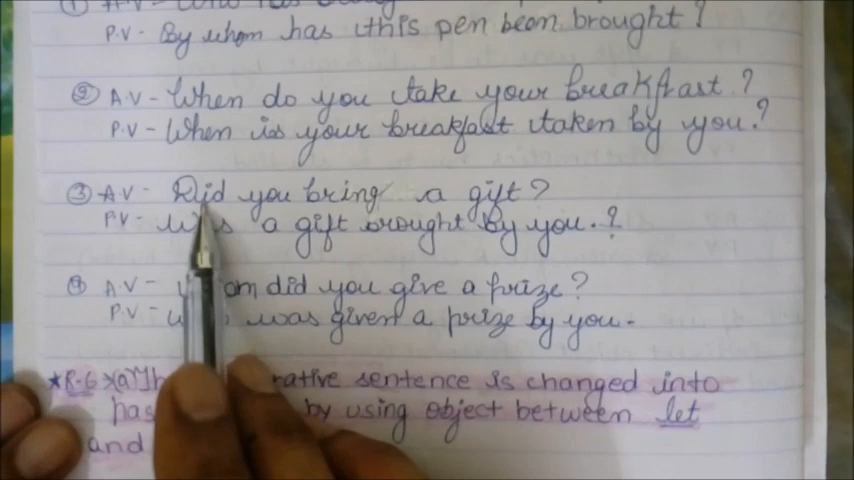 P.V - By whom has this pen been brought?
② A.V - When do you take your breakfast?
P.V - When is your breakfast taken by you?
③ A.V - Did you bring a gift?
P.V - Was a gift brought by you.?
④ A.V - did you give a prize?
P.V - was given a prize by you.
★ R-6 (a) sentence is changed into
by using object between let
and